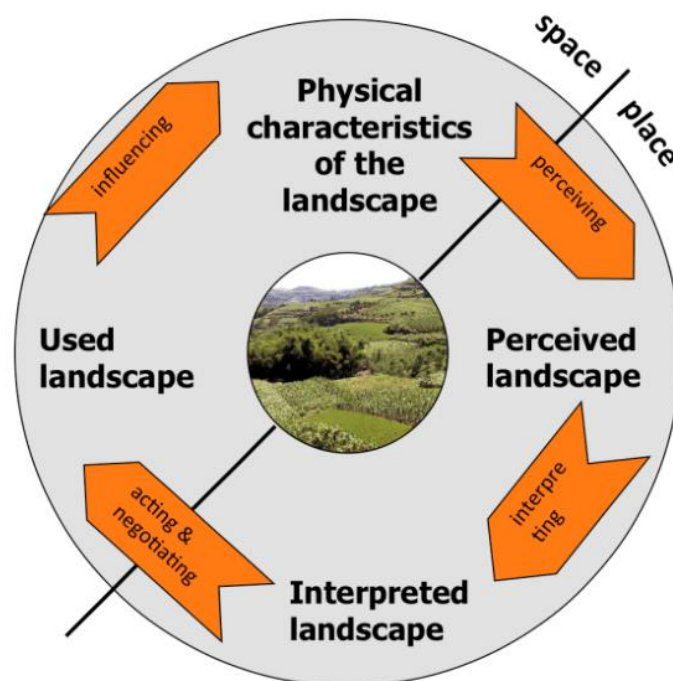 space
place
influencing
Physical
characteristics
of the
landscape
perceiving
Used
landscape
Perceived
landscape
acting &
negotiating
interpre
ting
Interpreted
landscape